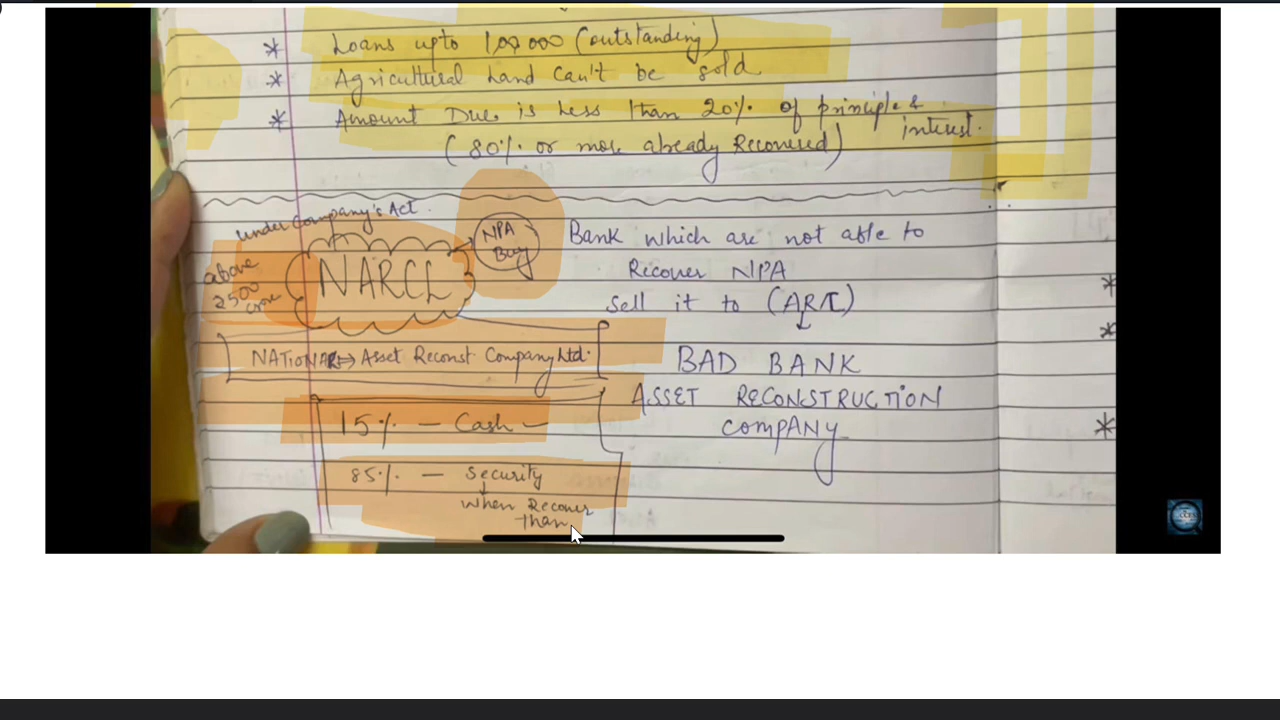 * Loans upto 1,00000 (outstanding)
* Agricultural Land can't be sold
* Amount Due is Less than 20% of principle &
interest.
(80% or more already Recovered)
under Company's Act
above
2500
crore
NARCL
NPA
Buy
NATIONAL Asset Reconst Company Ltd.
15% — Cash —
85% — Security
when Recover
than
Bank which are not able to
Recover NPA
Sell it to (ARC)
BAD BANK
ASSET RECONSTRUCTION
COMPANY
*
*
*